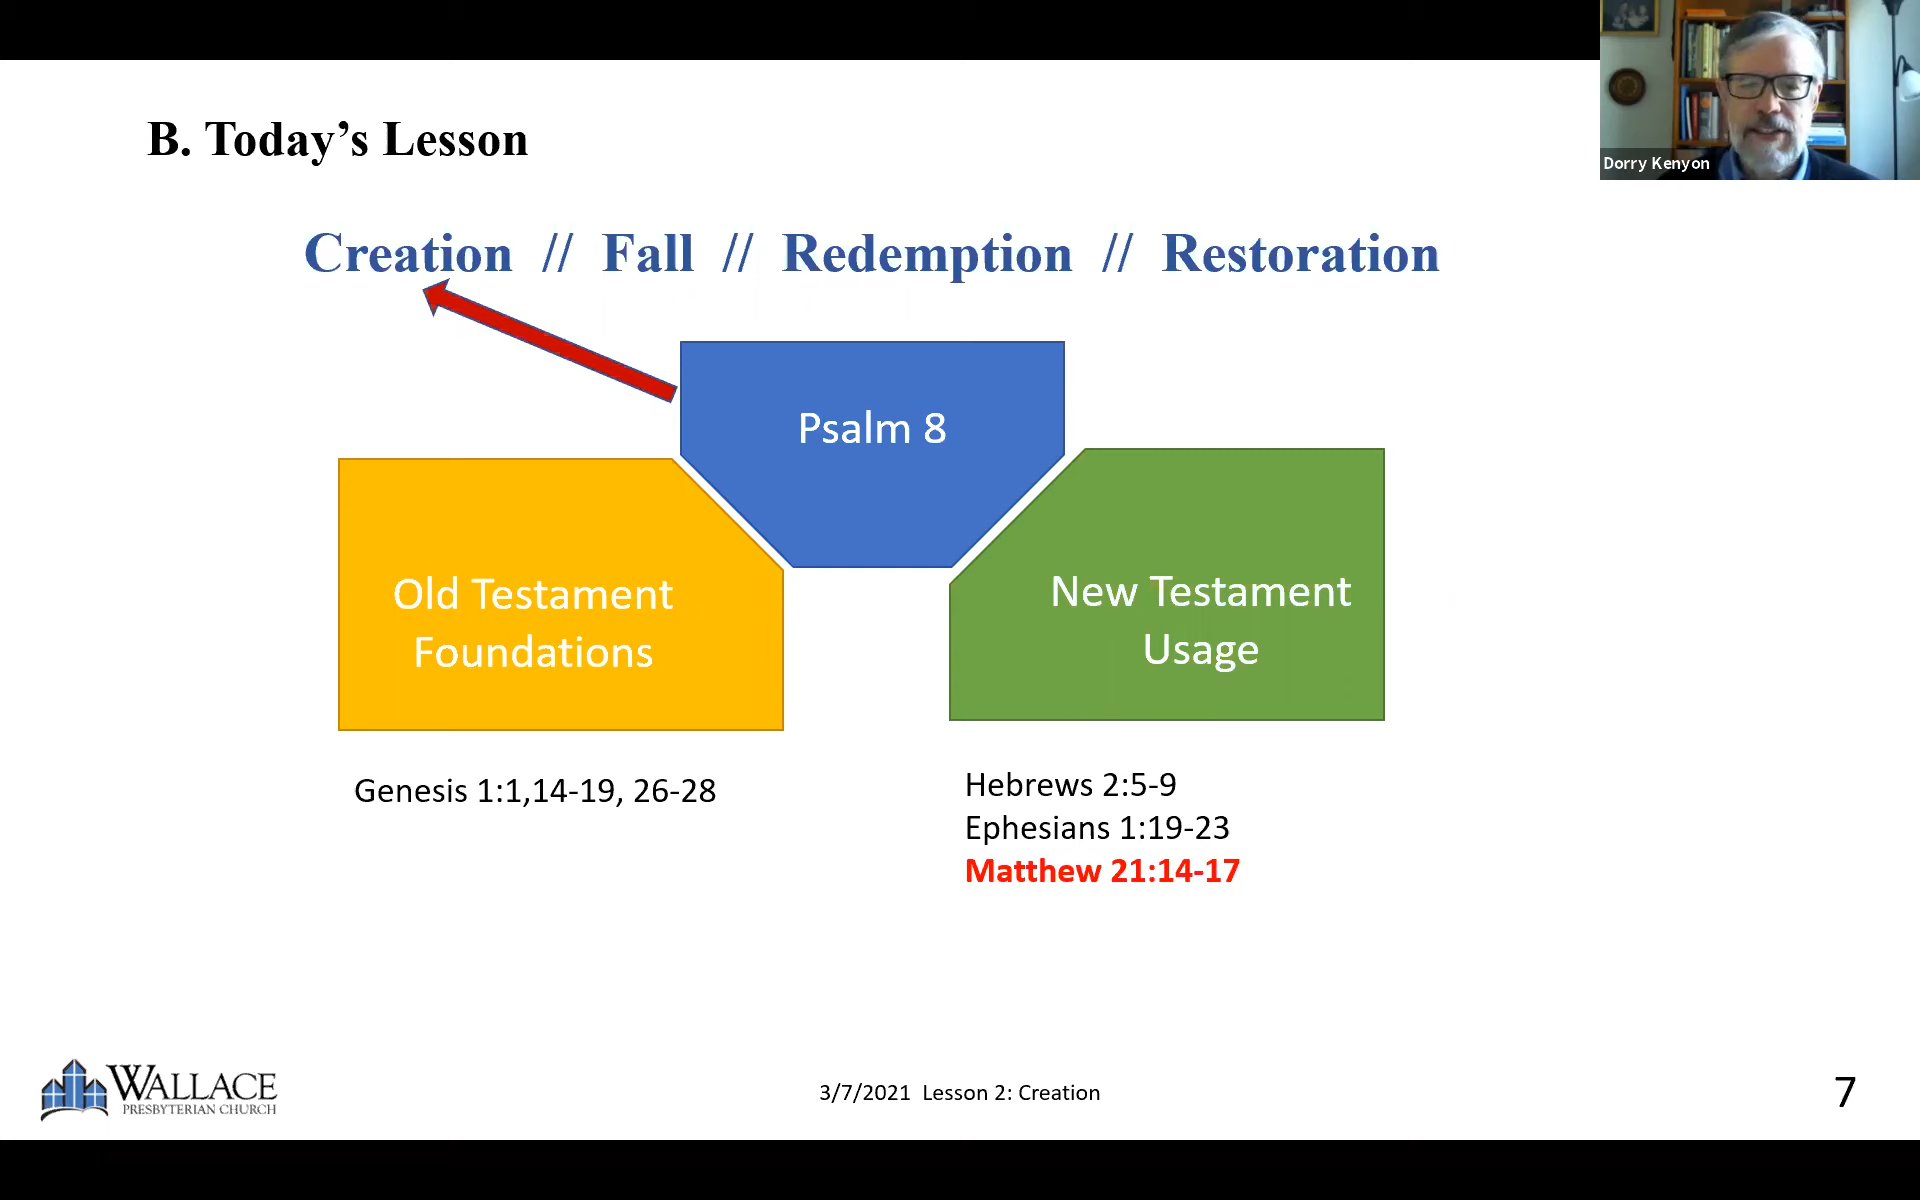 B. Today’s Lesson
Dorry Kenyon
Creation // Fall // Redemption // Restoration
Psalm 8
Old Testament
Foundations
New Testament
Usage
Genesis 1:1,14-19, 26-28
Hebrews 2:5-9
Ephesians 1:19-23
Matthew 21:14-17
WALLACE
PRESBYTERIAN CHURCH
3/7/2021 Lesson 2: Creation
7